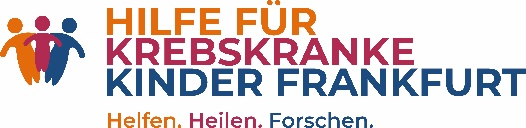 HILFE FÜR
KREBSKRANKE
KINDER FRANKFURT
Helfen. Heilen. Forschen.